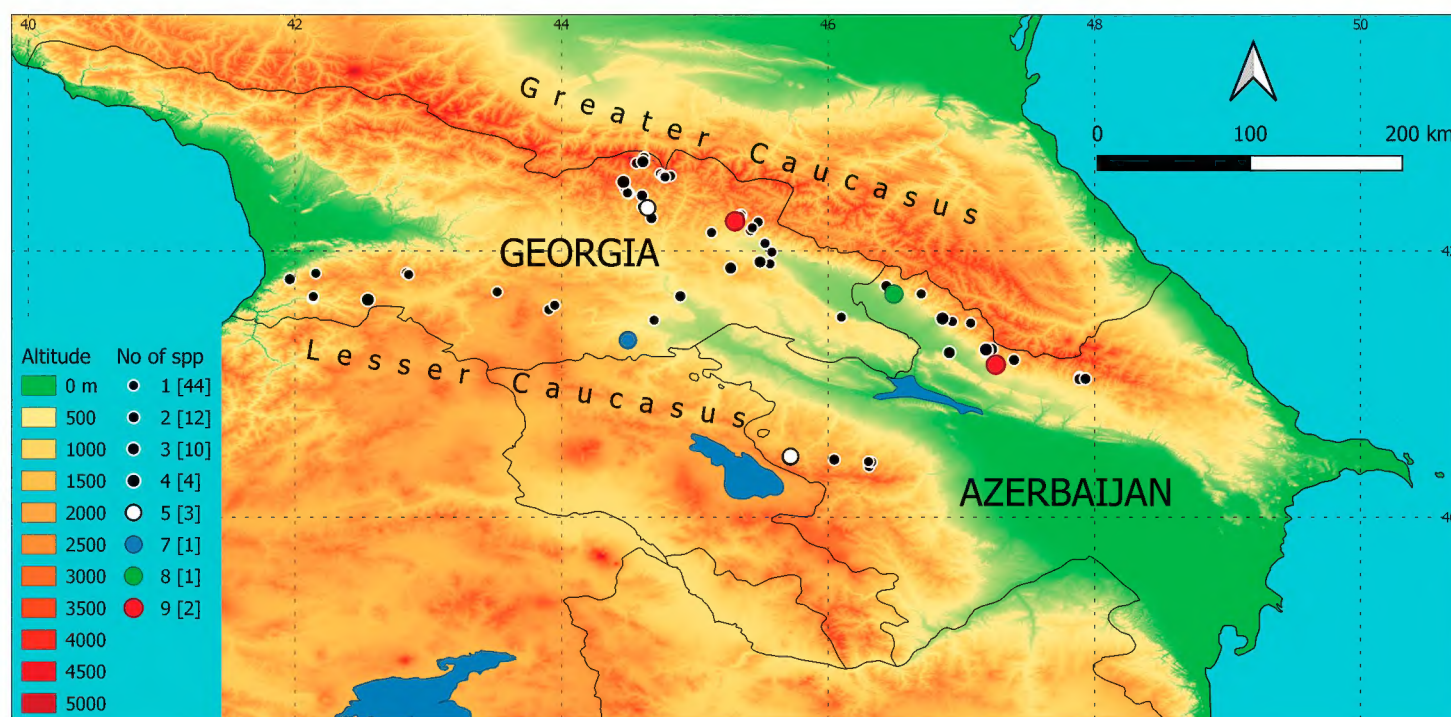 40 42 44 46 48 50
Greater Caucasus
0 100 200 km
42
GEORGIA
Lesser Caucasus
AZERBAIJAN
40
Altitude No of spp
0 m 1 [44]
500 2 [12]
1000 3 [10]
1500 4 [4]
2000 5 [3]
2500 7 [1]
3000 8 [1]
3500 9 [2]
4000
4500
5000